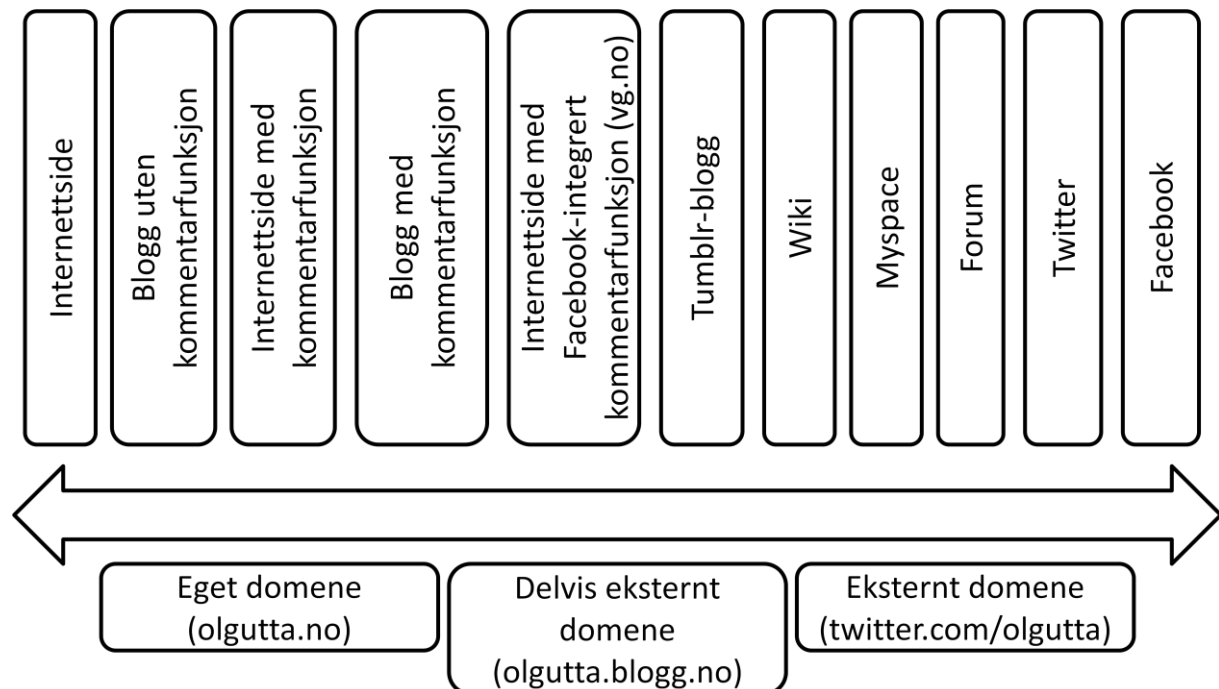 Internettside
Blogg uten
kommentarfunksjon
Internettside med
kommentarfunksjon
Blogg med
kommentarfunksjon
Internettside med
Facebook-integrert
kommentarfunksjon (vg.no)
Tumblr-blogg
Wiki
Myspace
Forum
Twitter
Facebook
Eget domene
(olgutta.no)
Delvis eksternt
domene
(olgutta.blogg.no)
Eksternt domene
(twitter.com/olgutta)